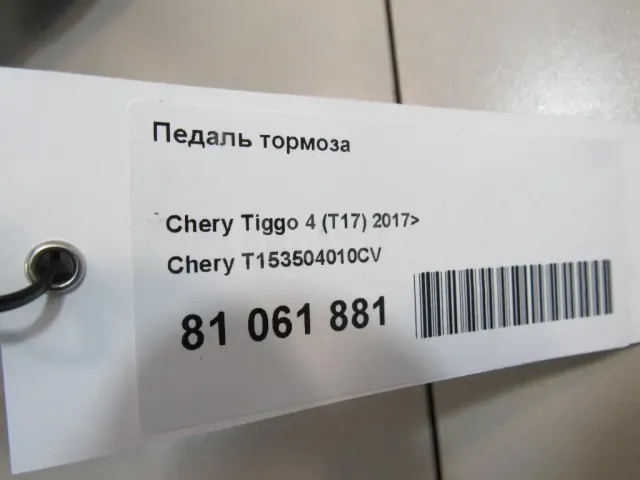 Педаль тормоза
Chery Tiggo 4 (T17) 2017>
Chery T153504010CV
81 061 881